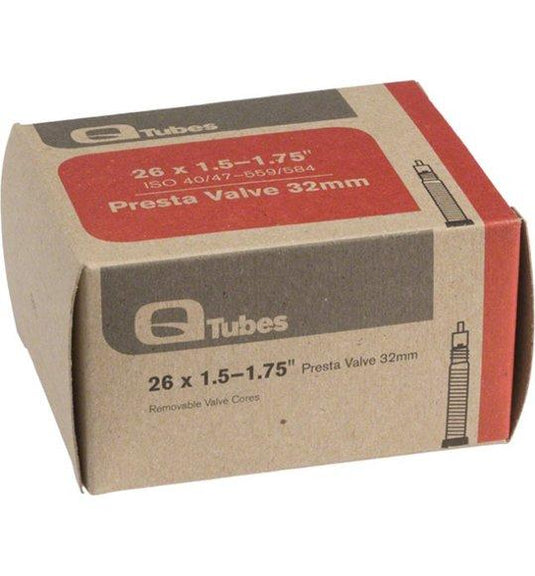 Q Tubes
26 x 1.5–1.75"
ISO 40/47–559/584
Presta Valve 32mm
Q Tubes
26 x 1.5–1.75" Presta Valve 32mm
Removable Valve Cores